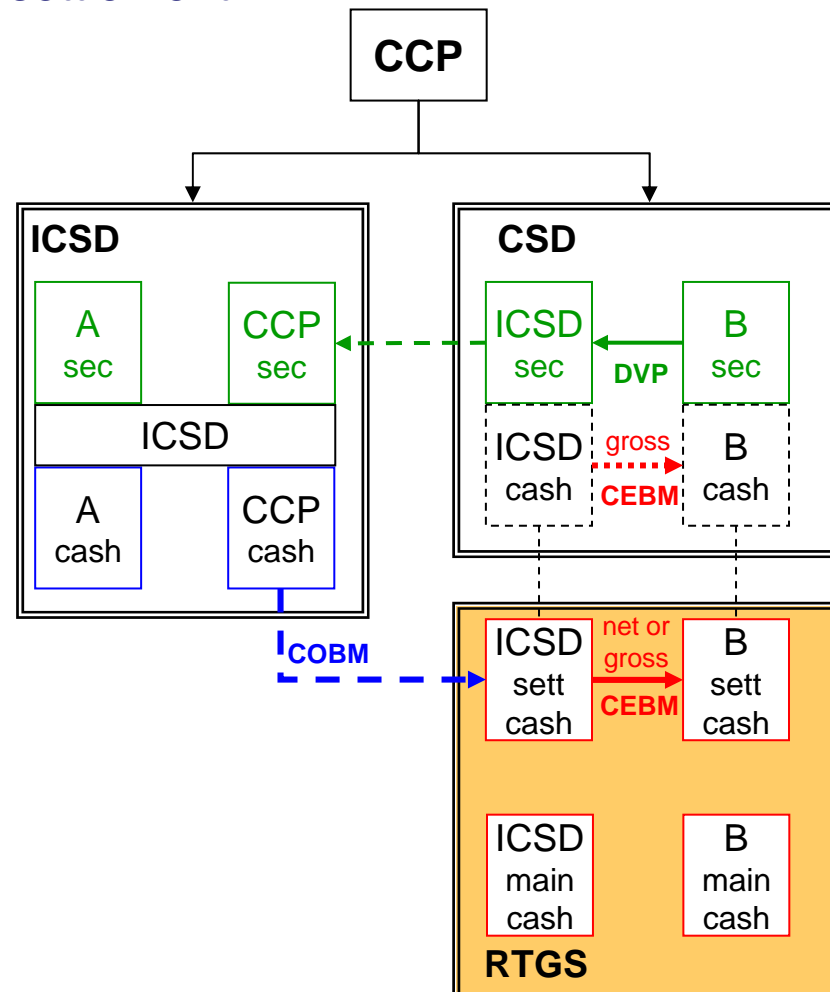 CCP
ICSD
CSD
A
sec
CCP
sec
ICSD
sec
DVP
B
sec
ICSD
ICSD
cash
gross
CEBM
B
cash
A
cash
CCP
cash
COBM
ICSD
sett
cash
net or
gross
CEBM
B
sett
cash
ICSD
main
cash
B
main
cash
RTGS